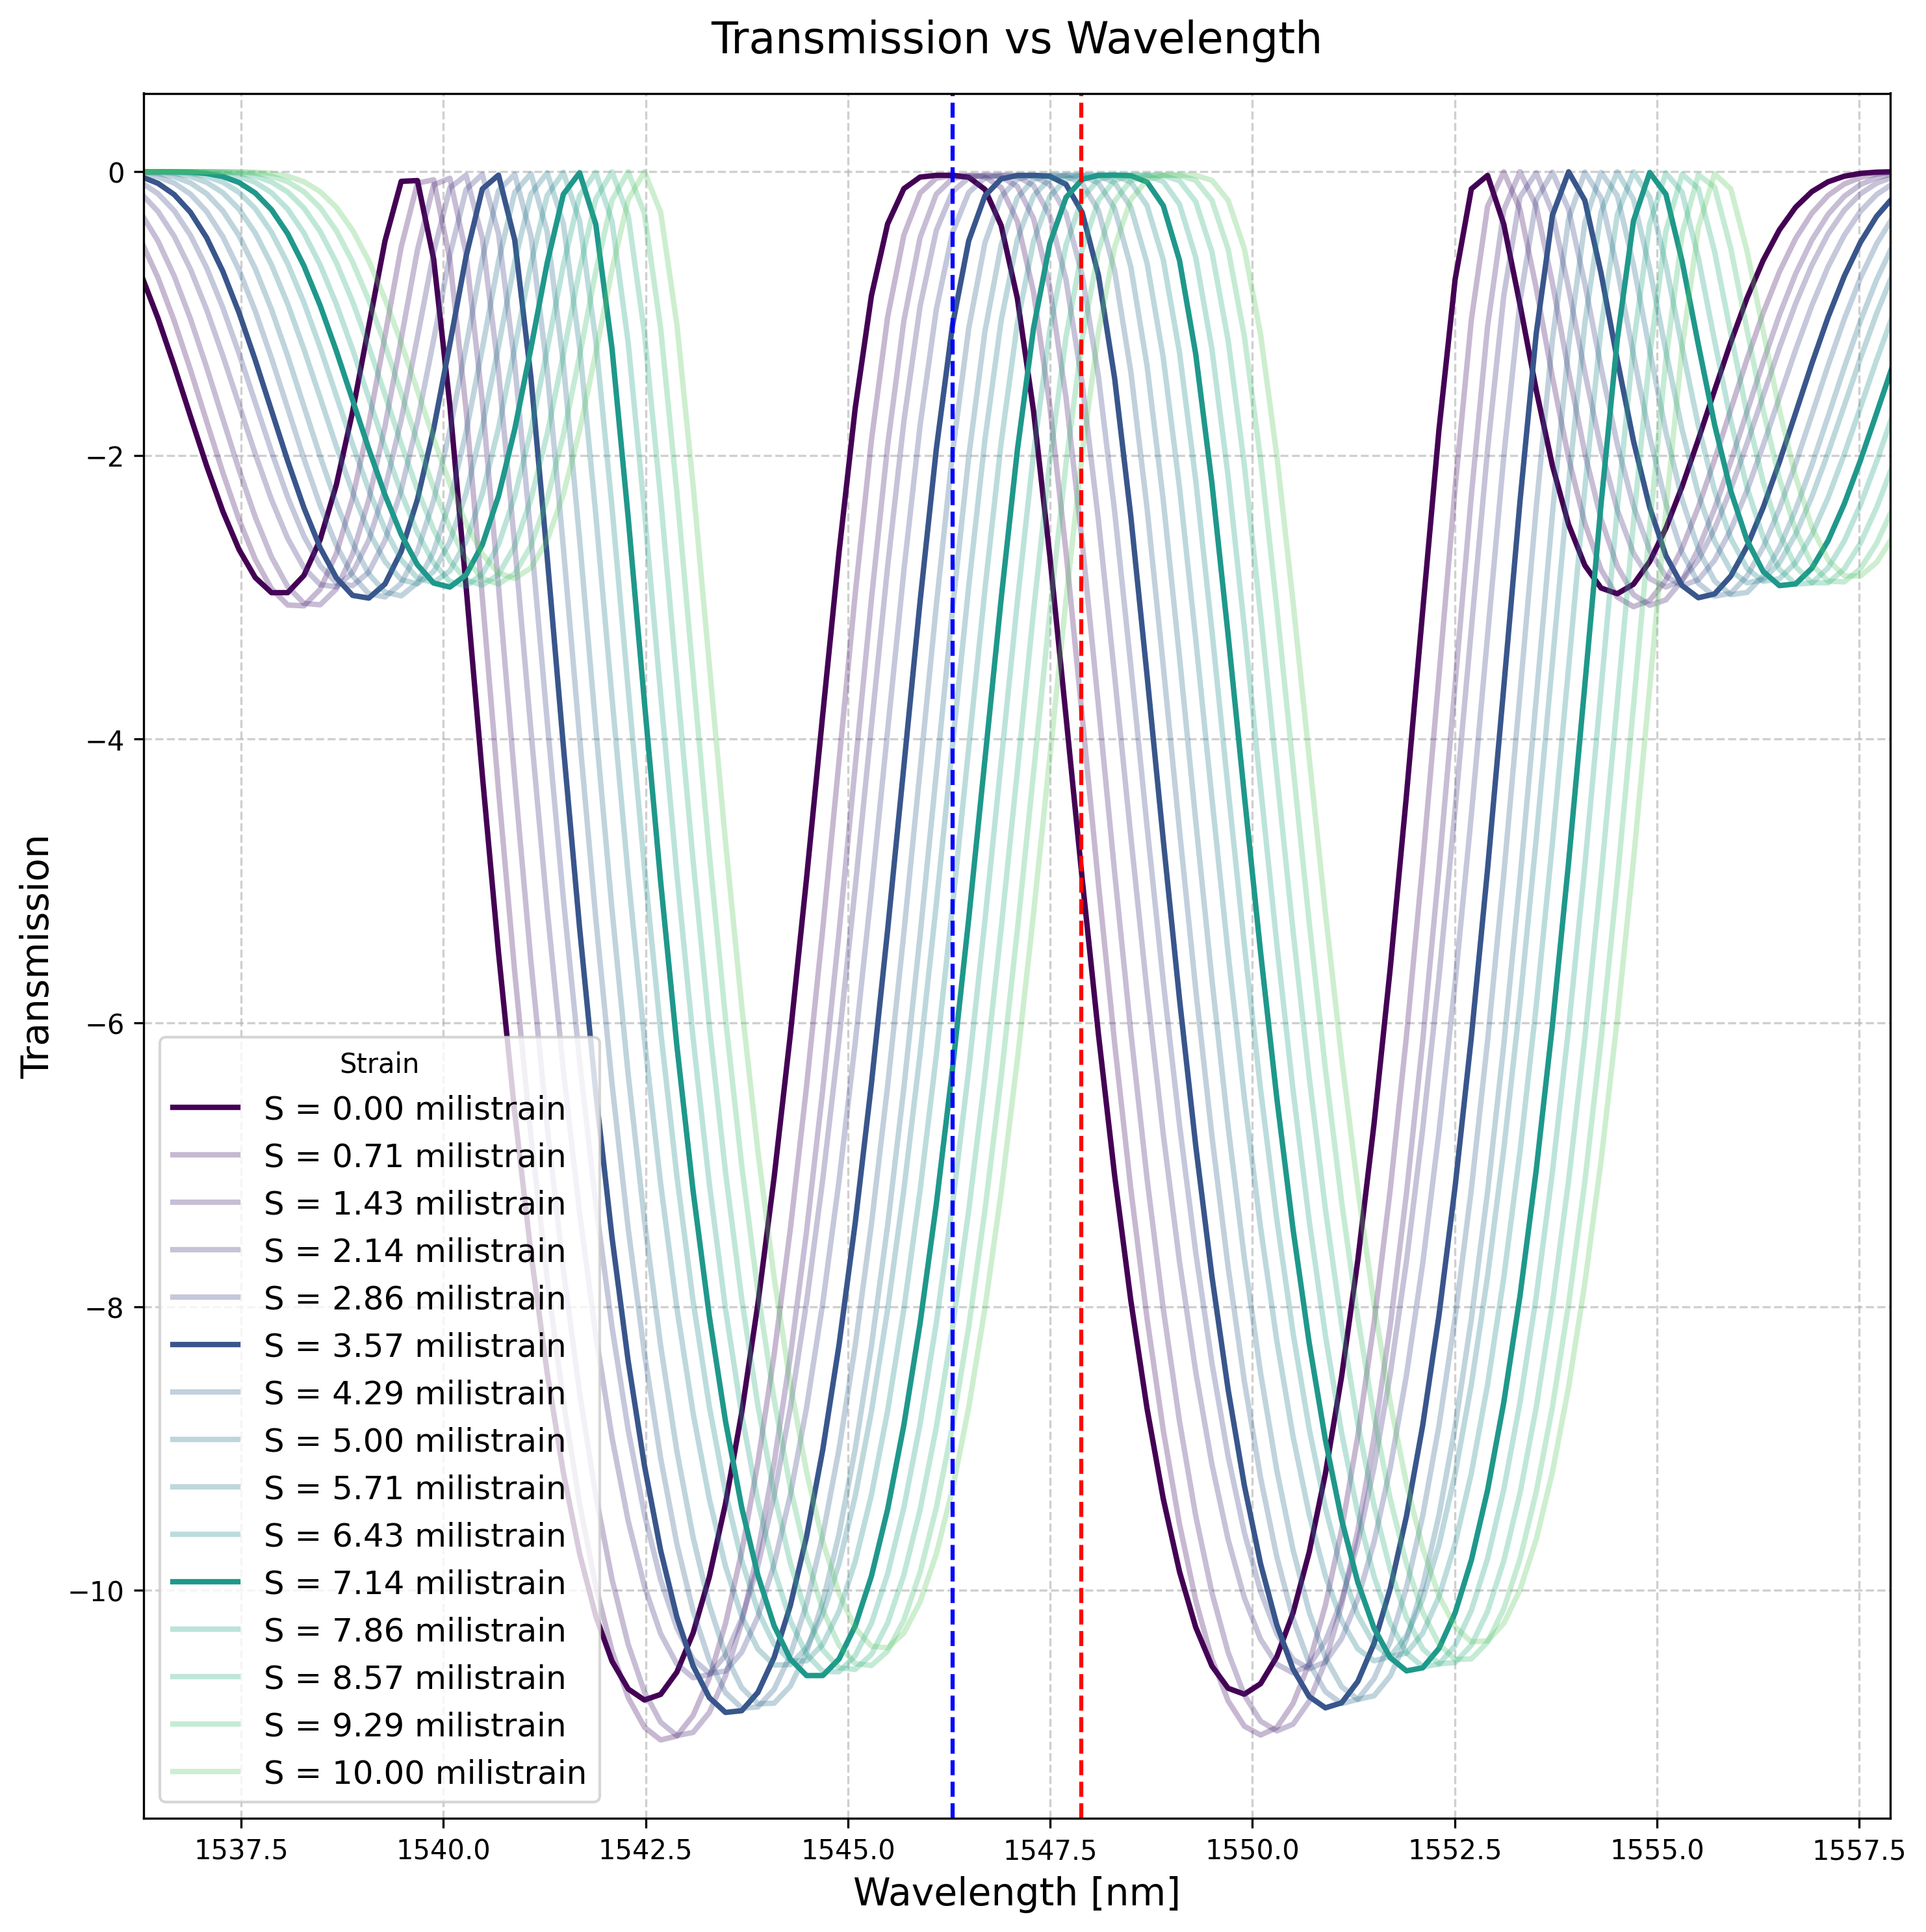 Transmission vs Wavelength
Transmission
0
−2
−4
−6
−8
−10
Strain
S = 0.00 milistrain
S = 0.71 milistrain
S = 1.43 milistrain
S = 2.14 milistrain
S = 2.86 milistrain
S = 3.57 milistrain
S = 4.29 milistrain
S = 5.00 milistrain
S = 5.71 milistrain
S = 6.43 milistrain
S = 7.14 milistrain
S = 7.86 milistrain
S = 8.57 milistrain
S = 9.29 milistrain
S = 10.00 milistrain
1537.5 1540.0 1542.5 1545.0 1547.5 1550.0 1552.5 1555.0 1557.5
Wavelength [nm]